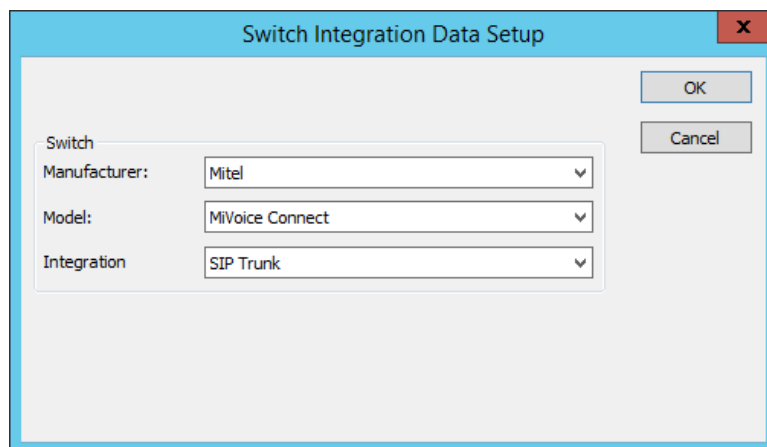 Switch Integration Data Setup
x
OK
Cancel
Switch
Manufacturer: Mitel
Model: MiVoice Connect
Integration SIP Trunk